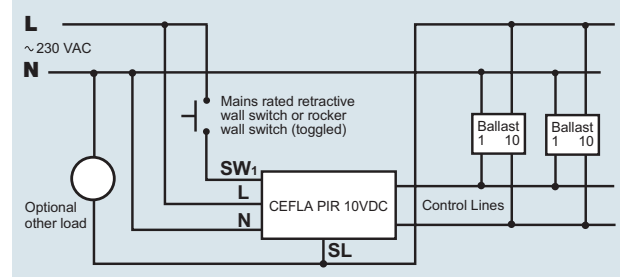 L
~ 230 VAC
N
Mains rated retractive
wall switch or rocker
wall switch (toggled)
Ballast
1 10
Ballast
1 10
SW1
L
CEFLA PIR 10VDC
Control Lines
Optional
other load
N
SL